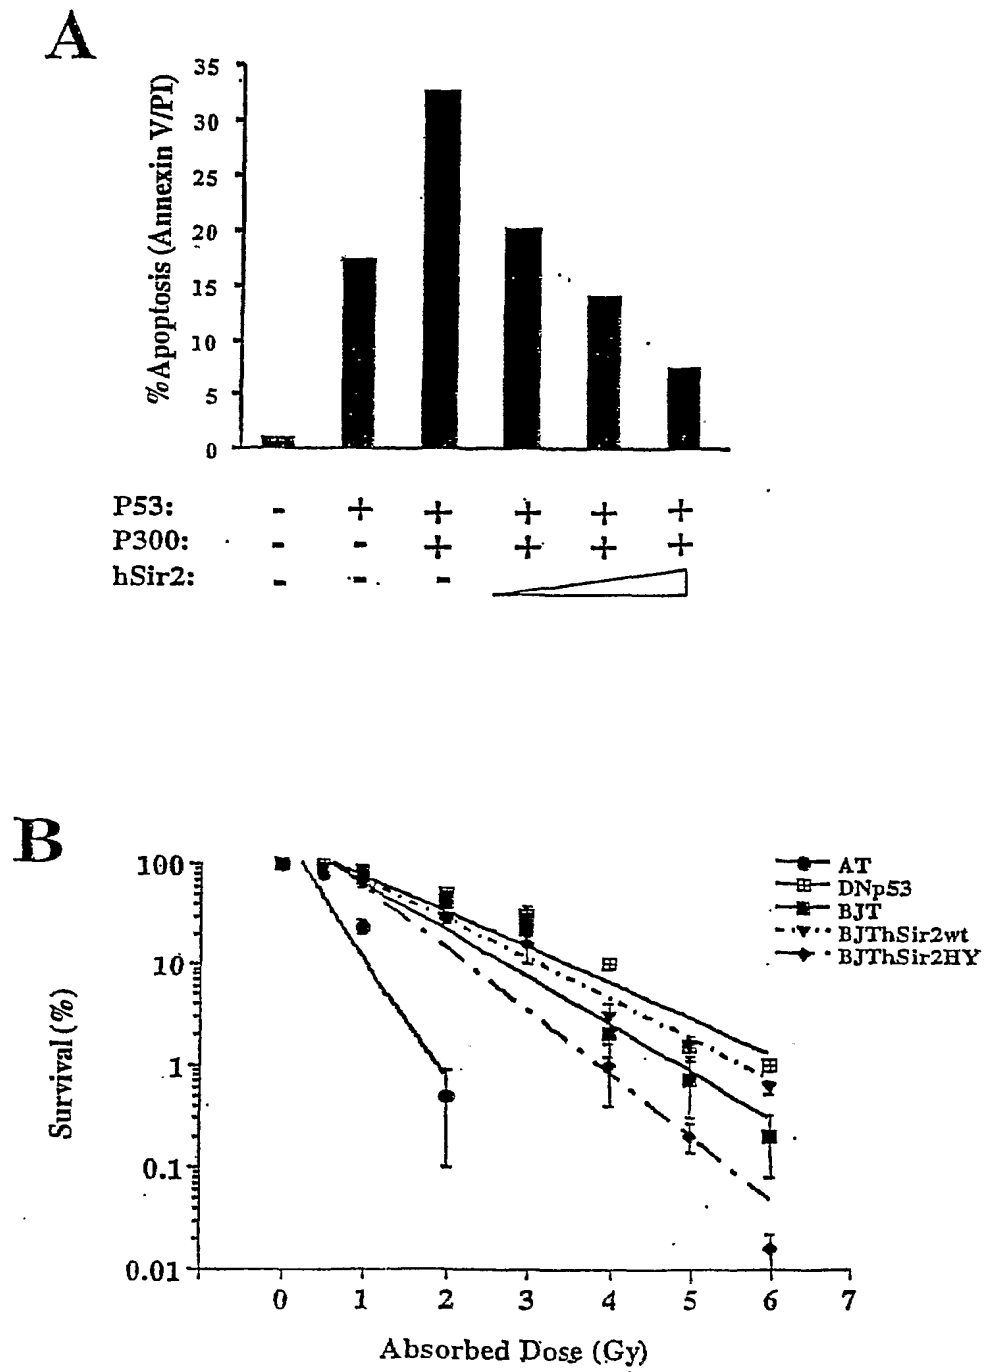 A
%Apoptosis (Annexin V/PI)
35
30
25
20
15
10
5
0
P53: - + + + + +
P300: - - + + + +
hSir2: - - -
B
Survival (%)
100
10
1
0.1
0.01
0 1 2 3 4 5 6 7
Absorbed Dose (Gy)
AT
DNp53
BJT
BJThSir2wt
BJThSir2HY